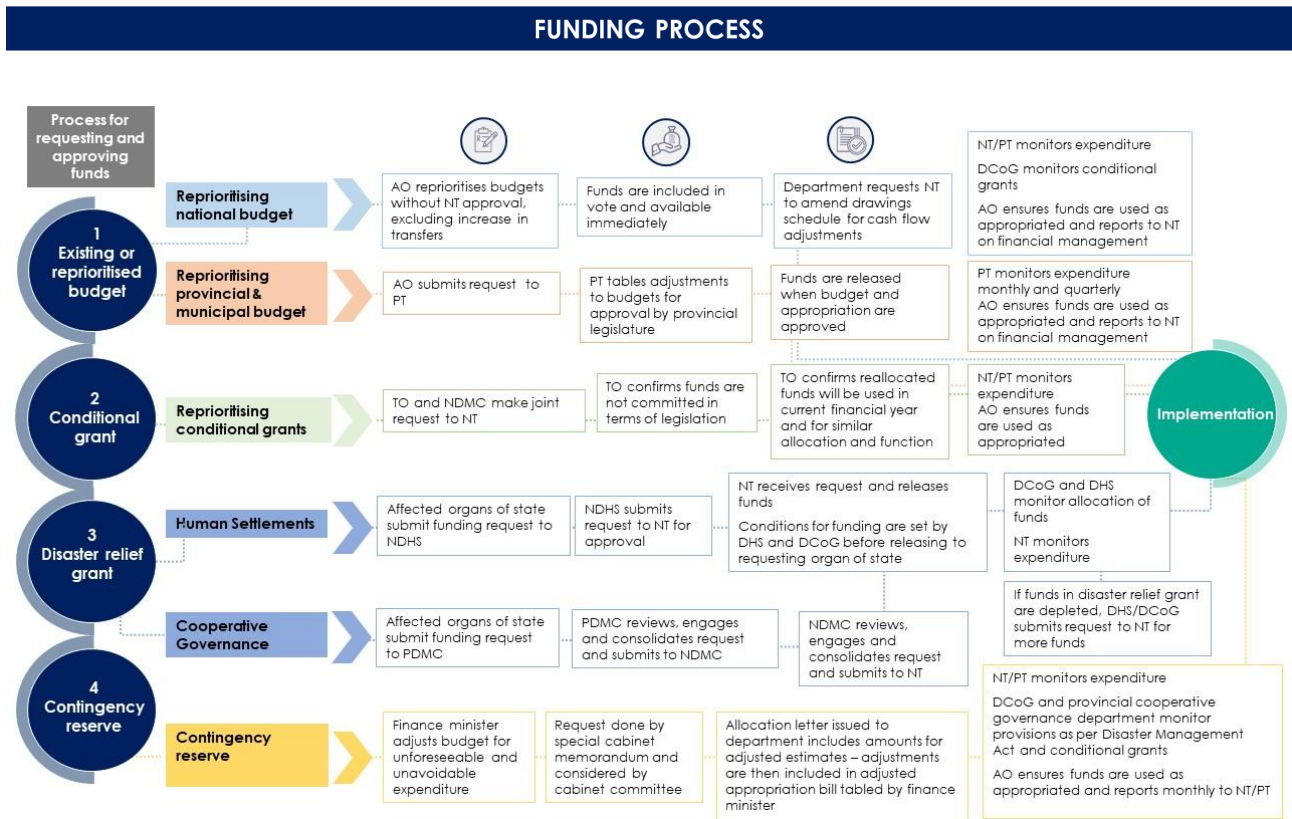 FUNDING PROCESS
Process for
requesting and
approving
funds
1
Existing or
reprioritised
budget
Reprioritising
national budget
AO reprioritises budgets
without NT approval,
excluding increase in
transfers
Funds are included in
vote and available
immediately
Department requests NT
to amend drawings
schedule for cash flow
adjustments
NT/PT monitors expenditure
DCoG monitors conditional
grants
AO ensures funds are used as
appropriated and reports to NT
on financial management
Reprioritising
provincial &
municipal budget
AO submits request to
PT
PT tables adjustments
to budgets for
approval by provincial
legislature
Funds are released
when budget and
appropriation are
approved
PT monitors expenditure
monthly and quarterly
AO ensures funds are used as
appropriated and reports to NT
on financial management
2
Conditional
grant
Reprioritising
conditional grants
TO and NDMC make joint
request to NT
TO confirms funds are
not committed in
terms of legislation
TO confirms reallocated
funds will be used in
current financial year
and for similar
allocation and function
NT/PT monitors
expenditure
AO ensures funds
are used as
appropriated
Implementation
3
Disaster relief
grant
Human Settlements
Affected organs of state
submit funding request to
NDHS
NDHS submits
request to NT for
approval
NT receives request and releases
funds
Conditions for funding are set by
DHS and DCoG before releasing to
requesting organ of state
DCoG and DHS
monitor allocation of
funds
NT monitors
expenditure
If funds in disaster relief grant
are depleted, DHS/DCoG
submits request to NT for
more funds
Cooperative
Governance
Affected organs of state
submit funding request
to PDMC
PDMC reviews, engages
and consolidates request
and submits to NDMC
NDMC reviews,
engages and
consolidates request
and submits to NT
4
Contingency
reserve
Contingency
reserve
Finance minister
adjusts budget for
unforeseeable and
unavoidable
expenditure
Request done by
special cabinet
memorandum and
considered by
cabinet committee
Allocation letter issued to
department includes amounts for
adjusted estimates – adjustments
are then included in adjusted
appropriation bill tabled by finance
minister
NT/PT monitors expenditure
DCoG and provincial cooperative
governance department monitor
provisions as per Disaster Management
Act and conditional grants
AO ensures funds are used as
appropriated and reports monthly to NT/PT